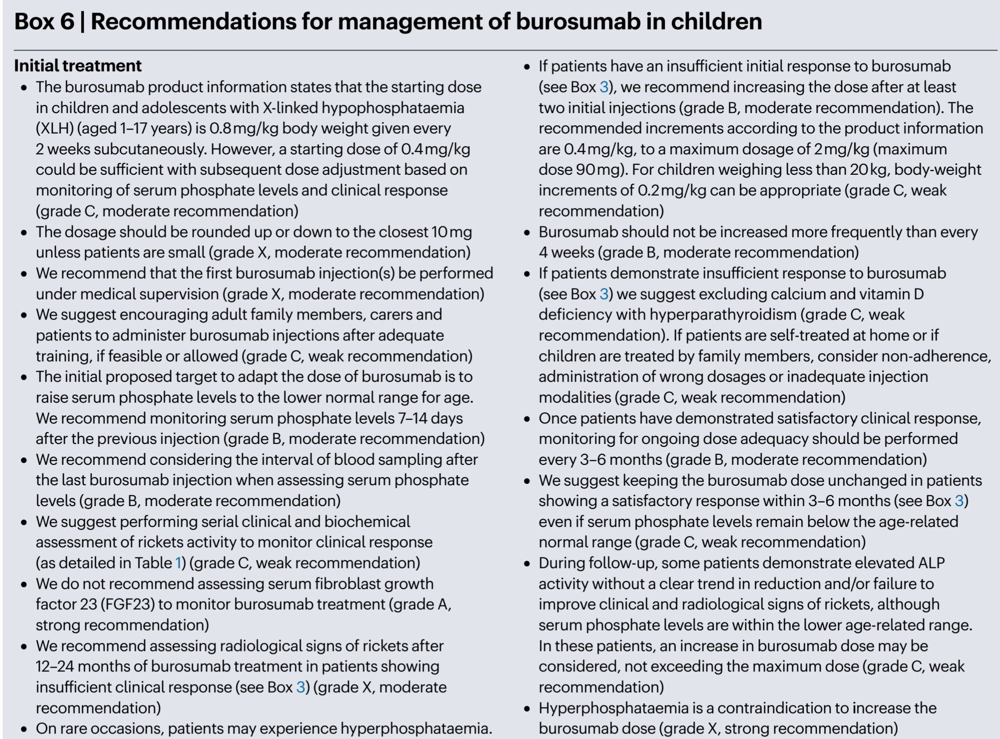 Box 6 | Recommendations for management of burosumab in children
Initial treatment
• The burosumab product information states that the starting dose
in children and adolescents with X-linked hypophosphataemia
(XLH) (aged 1–17 years) is 0.8 mg/kg body weight given every
2 weeks subcutaneously. However, a starting dose of 0.4 mg/kg
could be sufficient with subsequent dose adjustment based on
monitoring of serum phosphate levels and clinical response
(grade C, moderate recommendation)
• The dosage should be rounded up or down to the closest 10 mg
unless patients are small (grade X, moderate recommendation)
• We recommend that the first burosumab injection(s) be performed
under medical supervision (grade X, moderate recommendation)
• We suggest encouraging adult family members, carers and
patients to administer burosumab injections after adequate
training, if feasible or allowed (grade C, weak recommendation)
• The initial proposed target to adapt the dose of burosumab is to
raise serum phosphate levels to the lower normal range for age.
We recommend monitoring serum phosphate levels 7–14 days
after the previous injection (grade B, moderate recommendation)
• We recommend considering the interval of blood sampling after
the last burosumab injection when assessing serum phosphate
levels (grade B, moderate recommendation)
• We suggest performing serial clinical and biochemical
assessment of rickets activity to monitor clinical response
(as detailed in Table 1) (grade C, weak recommendation)
• We do not recommend assessing serum fibroblast growth
factor 23 (FGF23) to monitor burosumab treatment (grade A,
strong recommendation)
• We recommend assessing radiological signs of rickets after
12–24 months of burosumab treatment in patients showing
insufficient clinical response (see Box 3) (grade X, moderate
recommendation)
• On rare occasions, patients may experience hyperphosphataemia.
• If patients have an insufficient initial response to burosumab
(see Box 3), we recommend increasing the dose after at least
two initial injections (grade B, moderate recommendation). The
recommended increments according to the product information
are 0.4 mg/kg, to a maximum dosage of 2 mg/kg (maximum
dose 90 mg). For children weighing less than 20 kg, body-weight
increments of 0.2 mg/kg can be appropriate (grade C, weak
recommendation)
• Burosumab should not be increased more frequently than every
4 weeks (grade B, moderate recommendation)
• If patients demonstrate insufficient response to burosumab
(see Box 3) we suggest excluding calcium and vitamin D
deficiency with hyperparathyroidism (grade C, weak
recommendation). If patients are self-treated at home or if
children are treated by family members, consider non-adherence,
administration of wrong dosages or inadequate injection
modalities (grade C, weak recommendation)
• Once patients have demonstrated satisfactory clinical response,
monitoring for ongoing dose adequacy should be performed
every 3–6 months (grade B, moderate recommendation)
• We suggest keeping the burosumab dose unchanged in patients
showing a satisfactory response within 3–6 months (see Box 3)
even if serum phosphate levels remain below the age-related
normal range (grade C, weak recommendation)
• During follow-up, some patients demonstrate elevated ALP
activity without a clear trend in reduction and/or failure to
improve clinical and radiological signs of rickets, although
serum phosphate levels are within the lower age-related range.
In these patients, an increase in burosumab dose may be
considered, not exceeding the maximum dose (grade C, weak
recommendation)
• Hyperphosphataemia is a contraindication to increase the
burosumab dose (grade X, strong recommendation)